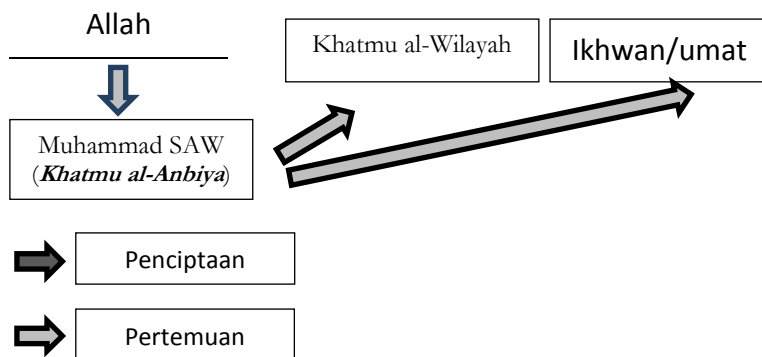 Allah
Khatmu al-Wilayah
Ikhwan/umat
Muhammad SAW
(Khatmu al-Anbiya)
Penciptaan
Pertemuan